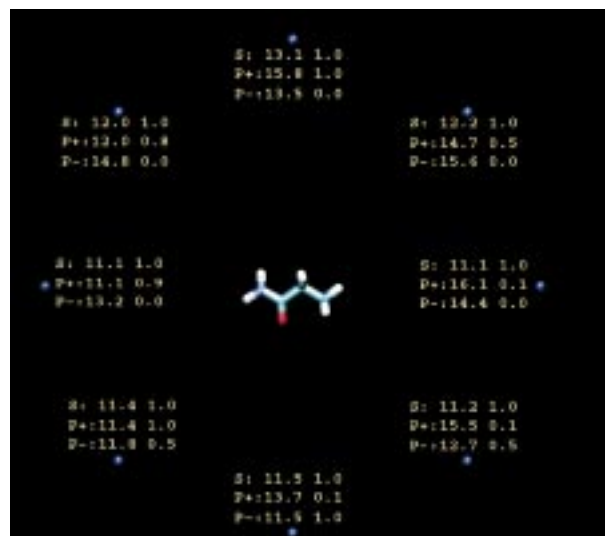 S: 13.1 1.0
P+:15.8 1.0
P-:13.5 0.0
S: 12.0 1.0
P+:12.0 0.8
P-:14.8 0.0
S: 12.2 1.0
P+:14.7 0.5
P-:15.6 0.0
S: 11.1 1.0
P+:11.1 0.9
P-:13.2 0.0
S: 11.1 1.0
P+:16.1 0.1
P-:14.4 0.0
S: 11.4 1.0
P+:11.4 1.0
P-:11.8 0.5
S: 11.2 1.0
P+:15.5 0.1
P-:12.7 0.5
S: 11.5 1.0
P+:13.7 0.1
P-:11.5 1.0